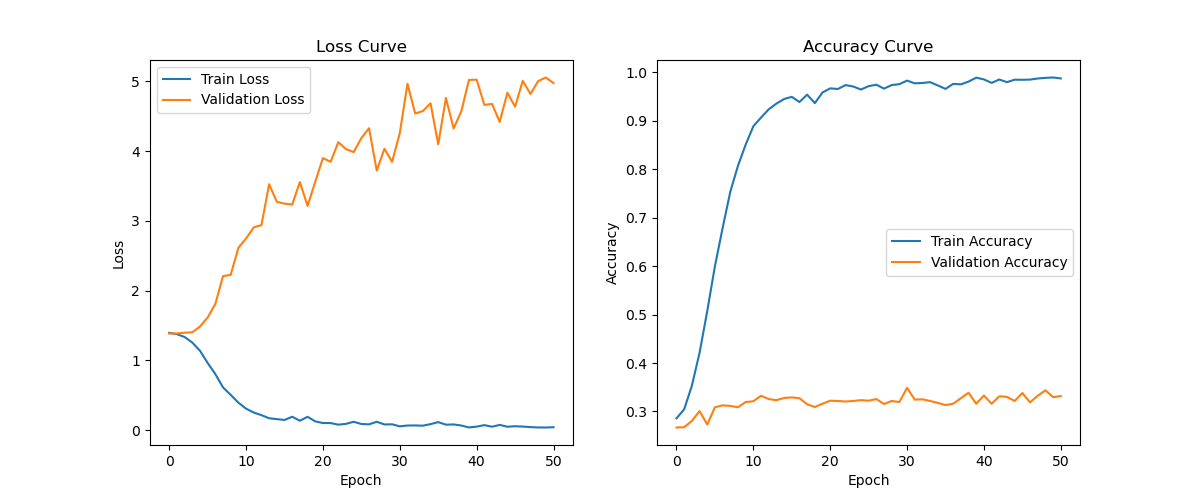 Loss Curve
Train Loss
Validation Loss
5
4
3
2
1
0
Loss
0 10 20 30 40 50
Epoch
Accuracy Curve
Train Accuracy
Validation Accuracy
1.0
0.9
0.8
0.7
0.6
0.5
0.4
0.3
Accuracy
0 10 20 30 40 50
Epoch